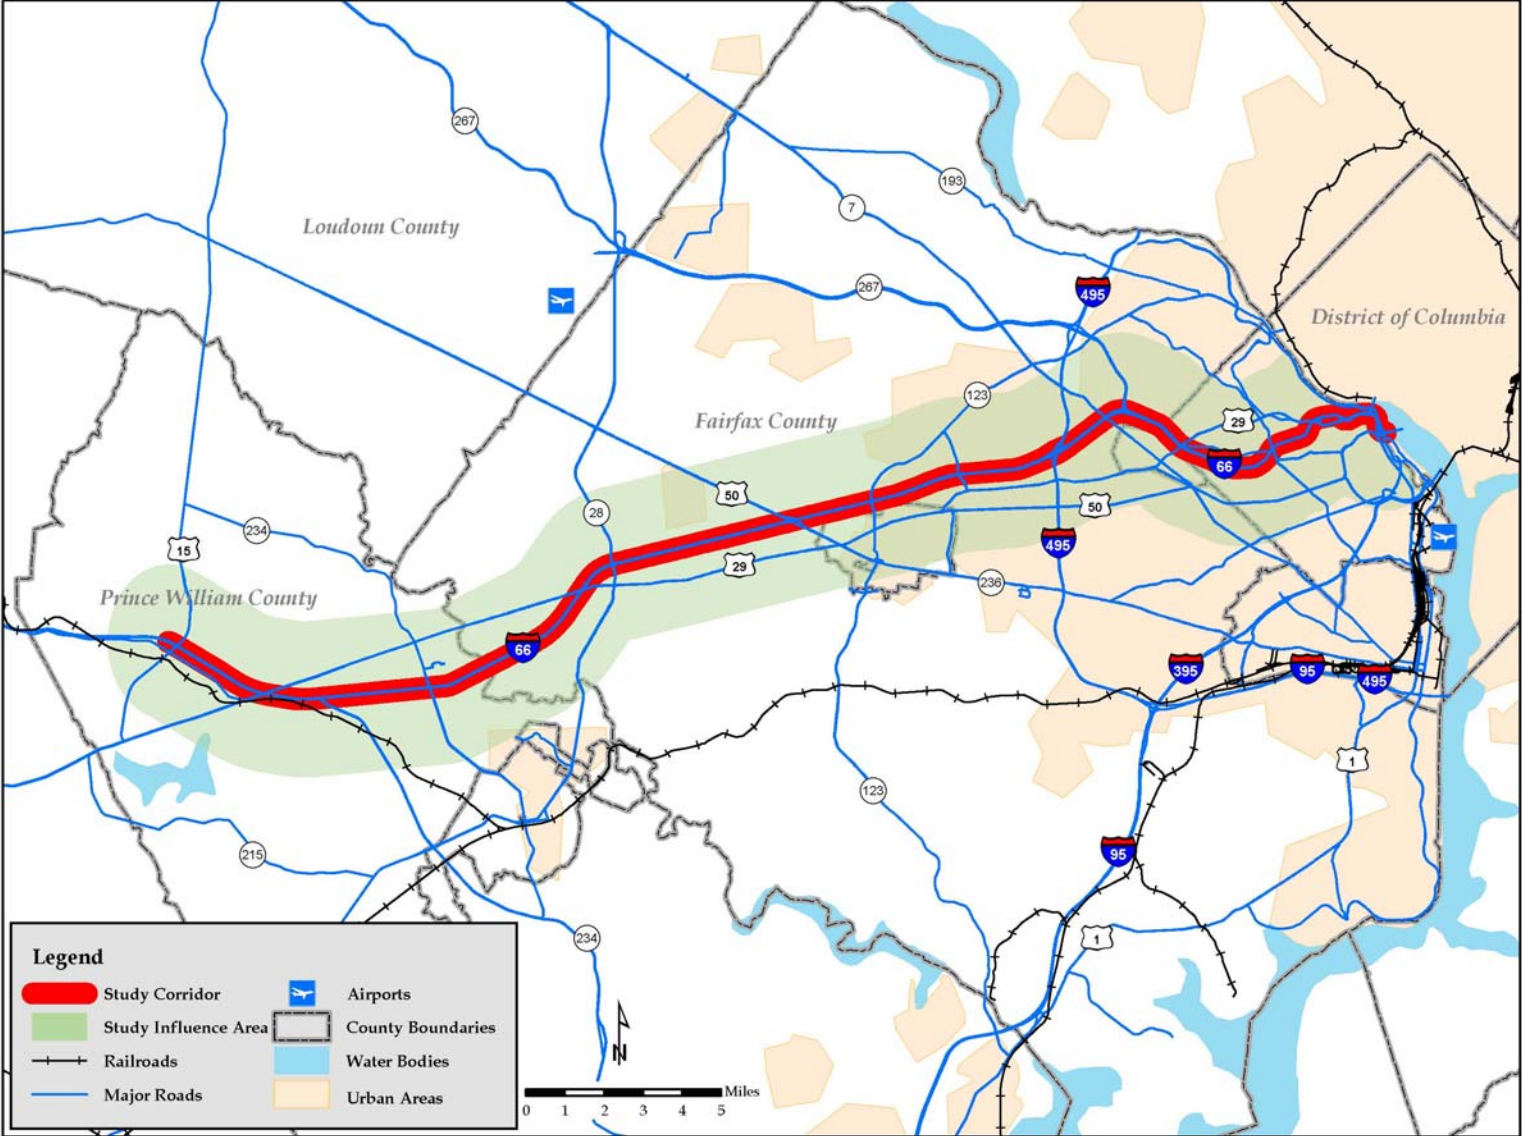 267
193
7
Loudoun County
267
495
District of Columbia
123
Fairfax County
29
66
50
50
28
234
15
495
29
236
Prince William County
66
395
95
495
1
123
215
95
234
1
Legend
Study Corridor
Airports
Study Influence Area
County Boundaries
Railroads
Water Bodies
Major Roads
Urban Areas
N
Miles
0 1 2 3 4 5